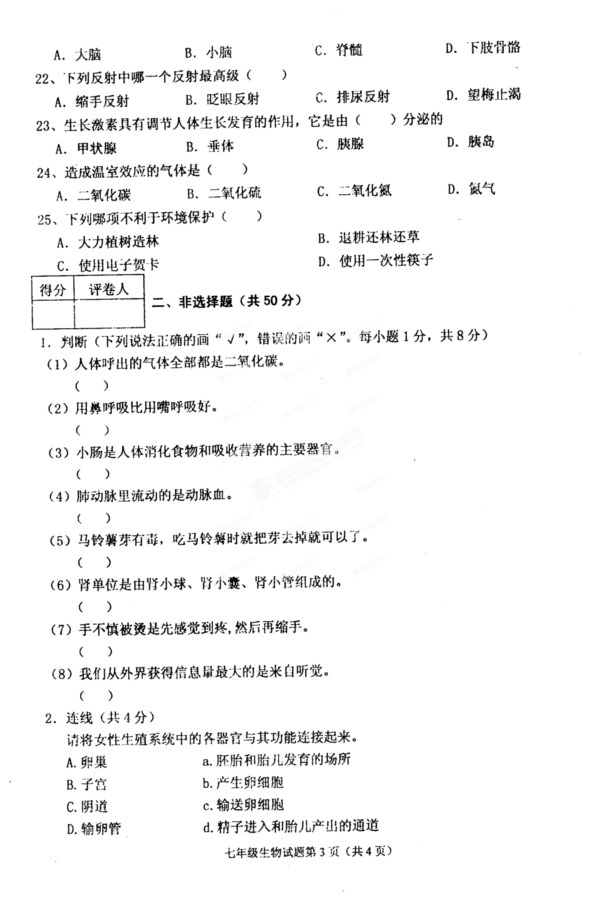 A. 大脑 B. 小脑 C. 脊髓 D. 下肢骨骼
22、下列反射中哪一个反射最高级（ ）
A. 缩手反射 B. 眨眼反射 C. 排尿反射 D. 望梅止渴
23、生长激素具有调节人体生长发育的作用，它是由（ ）分泌的
A. 甲状腺 B. 垂体 C. 胰腺 D. 胰岛
24、造成温室效应的气体是（ ）
A. 二氧化碳 B. 二氧化硫 C. 二氧化氮 D. 氮气
25、下列哪项不利于环境保护（ ）
A. 大力植树造林 B. 退耕还林还草
C. 使用电子贺卡 D. 使用一次性筷子
得分 评卷人
二、非选择题（共50分）
1. 判断（下列说法正确的画“√”，错误的画“×”。每小题1分，共8分）
（1）人体呼出的气体全部都是二氧化碳。
（ ）
（2）用鼻呼吸比用嘴呼吸好。
（ ）
（3）小肠是人体消化食物和吸收营养的主要器官。
（ ）
（4）肺动脉里流动的是动脉血。
（ ）
（5）马铃薯芽有毒，吃马铃薯时就把芽去掉就可以了。
（ ）
（6）肾单位是由肾小球、肾小囊、肾小管组成的。
（ ）
（7）手不慎被烫是先感觉到疼,然后再缩手。
（ ）
（8）我们从外界获得信息量最大的是来自听觉。
（ ）
2. 连线（共4分）
请将女性生殖系统中的各器官与其功能连接起来。
A. 卵巢 a. 胚胎和胎儿发育的场所
B. 子宫 b. 产生卵细胞
C. 阴道 c. 输送卵细胞
D. 输卵管 d. 精子进入和胎儿产出的通道
七年级生物试题第3页（共4页）